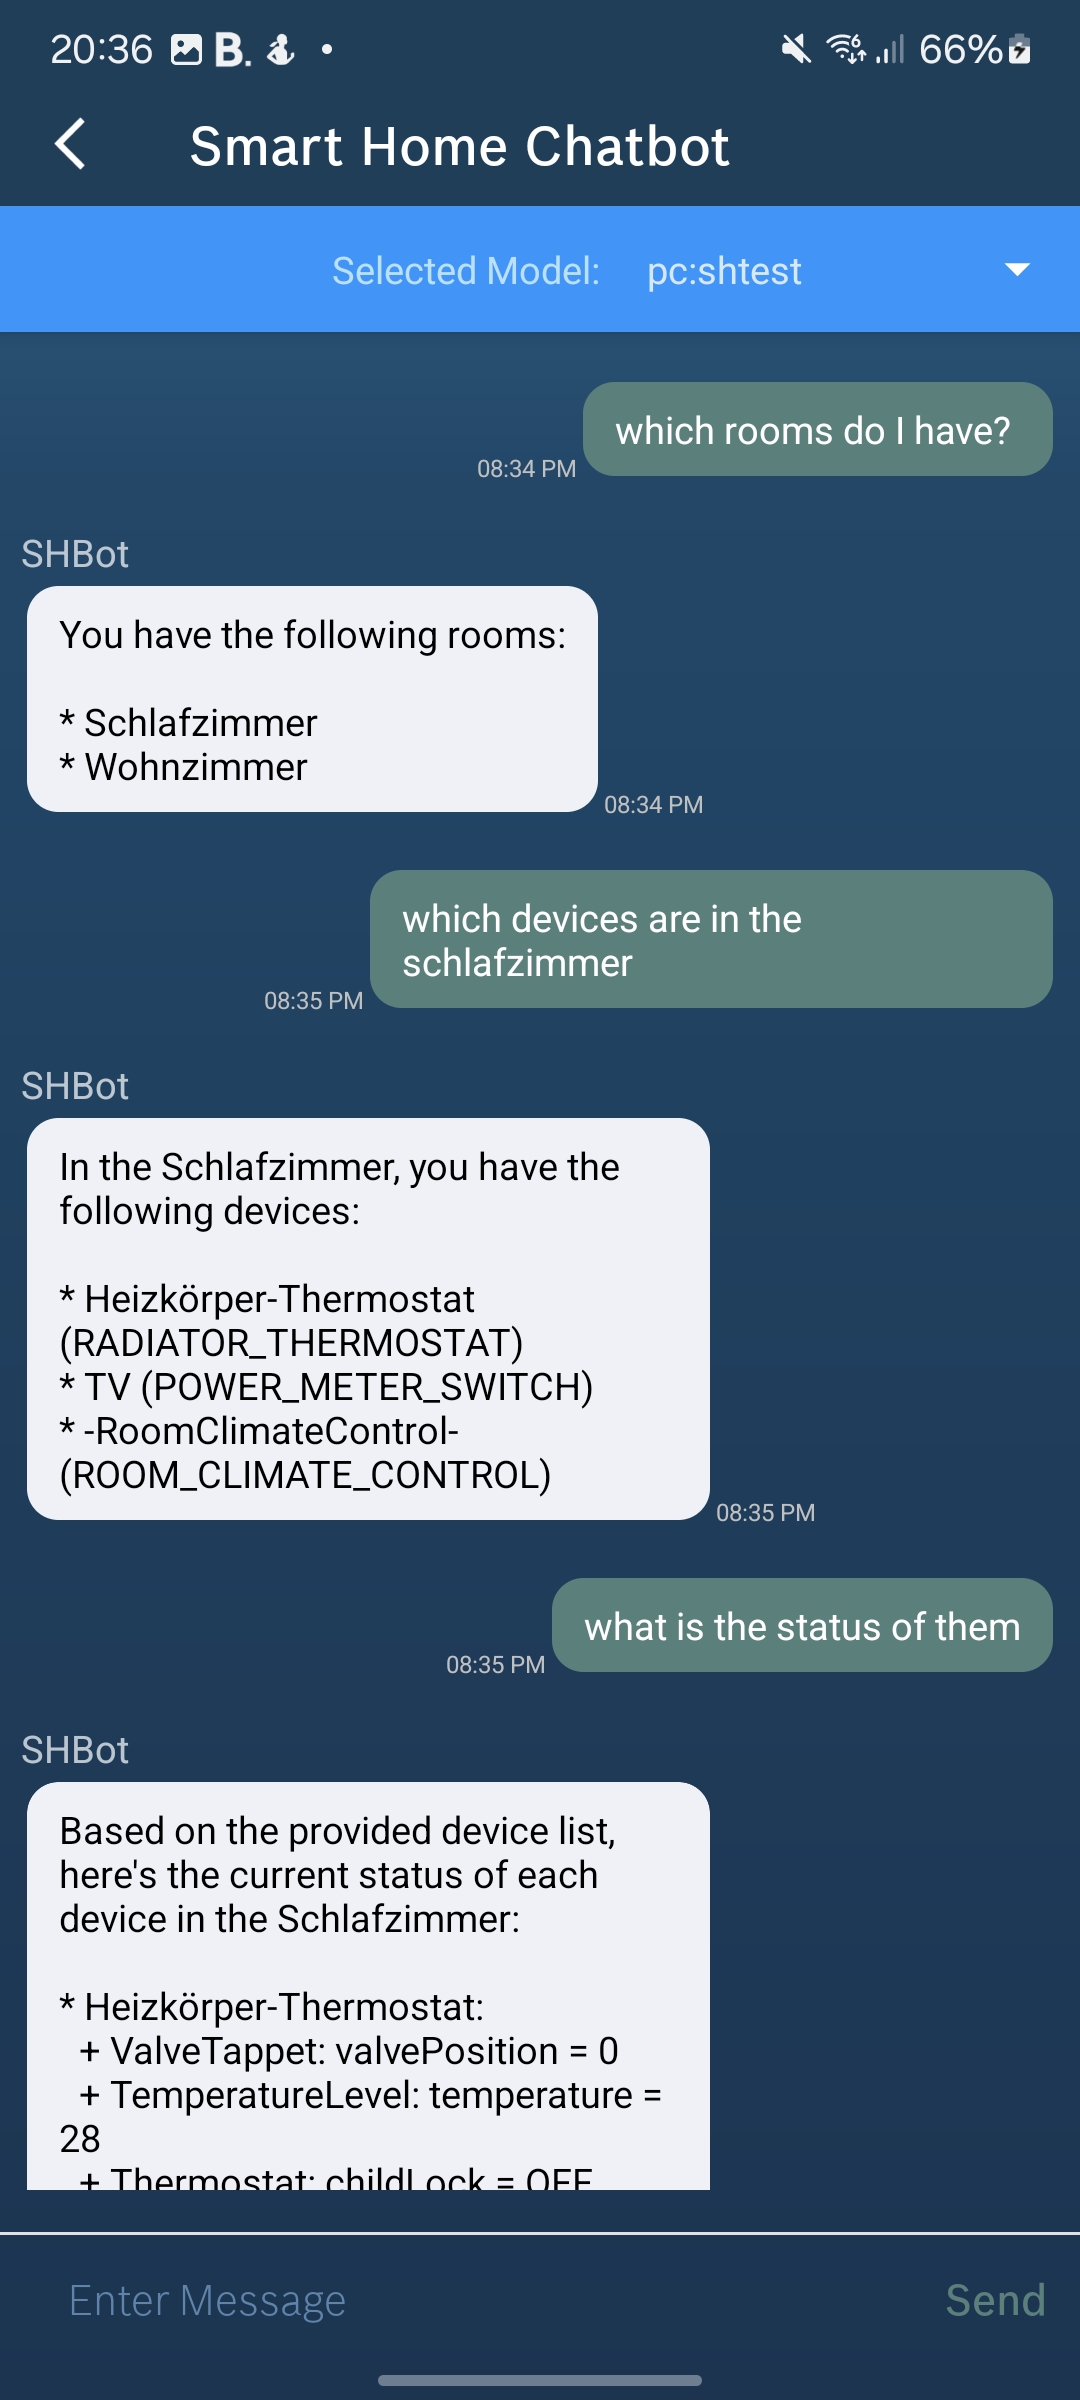 20:36 B. 66%
Smart Home Chatbot
Selected Model: pc:shtest
which rooms do I have?
08:34 PM
SHBot
You have the following rooms:
* Schlafzimmer
* Wohnzimmer
08:34 PM
which devices are in the
schlafzimmer
08:35 PM
SHBot
In the Schlafzimmer, you have the
following devices:
* Heizkörper-Thermostat
(RADIATOR_THERMOSTAT)
* TV (POWER_METER_SWITCH)
* -RoomClimateControl-
(ROOM_CLIMATE_CONTROL)
08:35 PM
what is the status of them
08:35 PM
SHBot
Based on the provided device list,
here's the current status of each
device in the Schlafzimmer:
* Heizkörper-Thermostat:
+ ValveTappet: valvePosition = 0
+ TemperatureLevel: temperature =
28
+ Thermostat: childLock = OFF
Enter Message Send